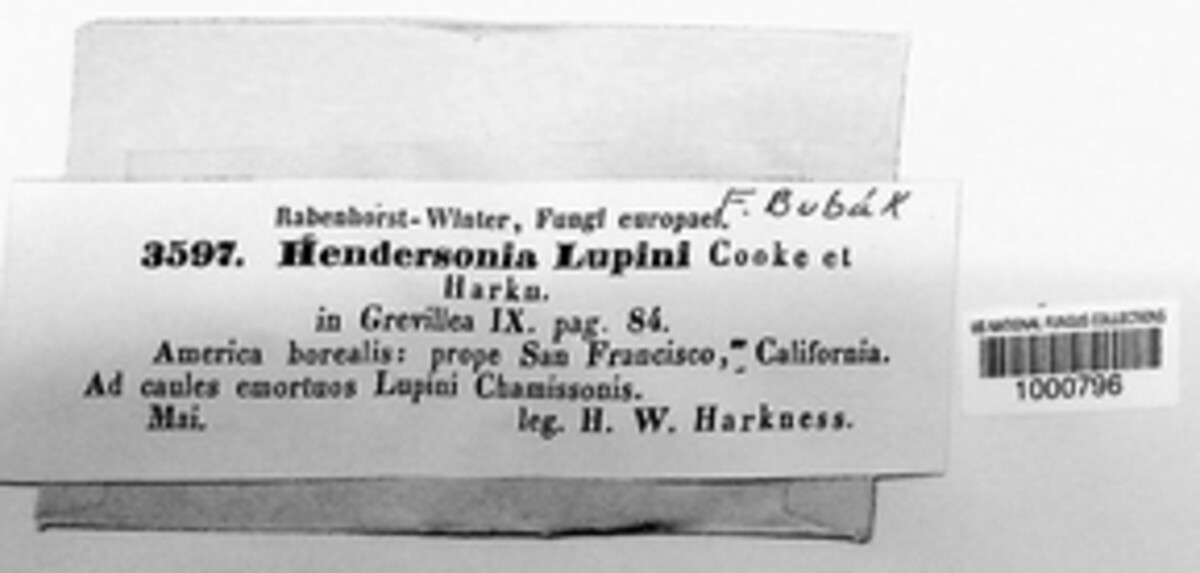 Rabenhorst-Winter, Fungi europaei. F. Bubák
3597. Hendersonia Lupini Cooke et
Harkn.
in Grevillea IX. pag. 84.
America borealis: prope San Francisco, California.
Ad caules emortuos Lupini Chamissonis.
Mai. leg. H. W. Harkness.
US NATIONAL FUNGUS COLLECTIONS
1000796